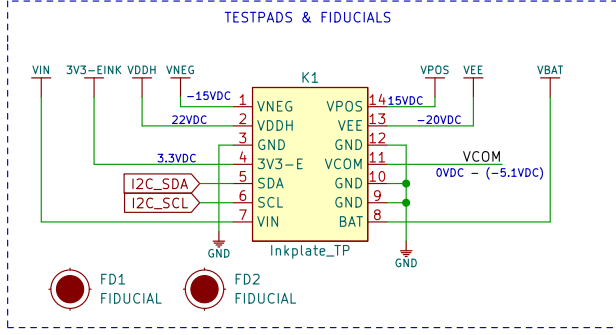 TESTPADS & FIDUCIALS
VIN 3V3-EINK VDDH VNEG VPOS VEE VBAT
K1
-15VDC 1 VNEG VPOS 14 15VDC
22VDC 2 VDDH VEE 13 -20VDC
3 GND GND 12
3.3VDC 4 3V3-E VCOM 11 VCOM
0VDC - (-5.1VDC)
I2C_SDA 5 SDA GND 10
I2C_SCL 6 SCL GND 9
7 VIN BAT 8
Inkplate_TP
GND GND
FD1 FD2
FIDUCIAL FIDUCIAL